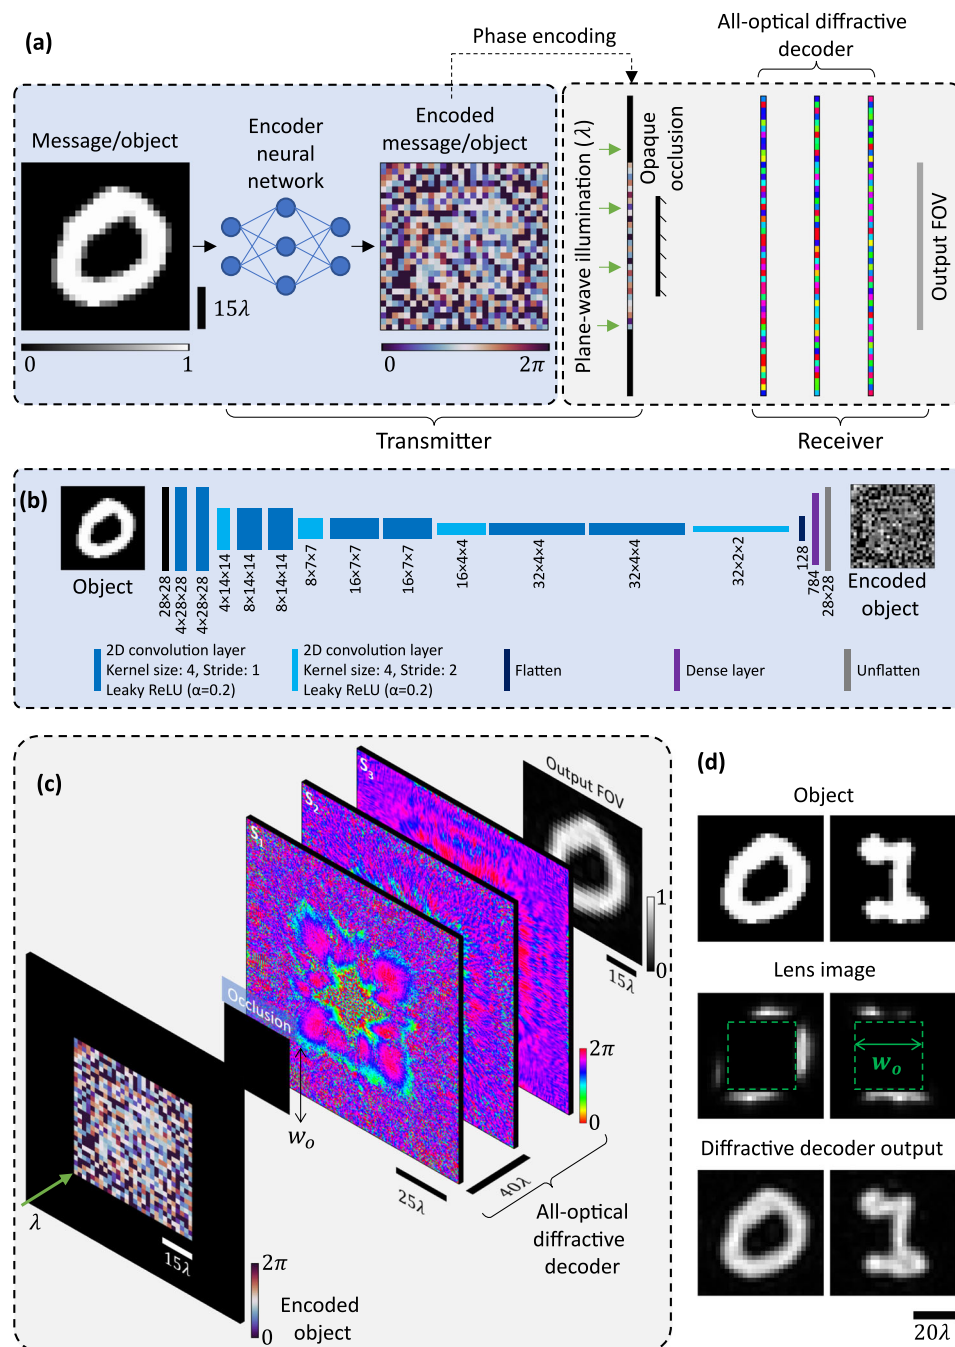 (a)
Phase encoding
All-optical diffractive
decoder
Message/object
Encoder
neural
network
Encoded
message/object
Plane-wave illumination (λ)
Opaque
occlusion
Output FOV
15λ
0
1
0
2π
Transmitter
Receiver
(b)
Object
28×28
4×28×28
4×28×28
4×14×14
8×14×14
8×14×14
8×7×7
16×7×7
16×7×7
16×4×4
32×4×4
32×4×4
32×2×2
128
784
28×28
Encoded
object
2D convolution layer
Kernel size: 4, Stride: 1
Leaky ReLU (α=0.2)
2D convolution layer
Kernel size: 4, Stride: 2
Leaky ReLU (α=0.2)
Flatten
Dense layer
Unflatten
(c)
S3
S2
S1
Output FOV
1
0
15λ
Occlusion
wo
2π
0
25λ
40λ
All-optical
diffractive
decoder
λ
15λ
2π
0
Encoded
object
(d)
Object
Lens image
wo
Diffractive decoder output
20λ